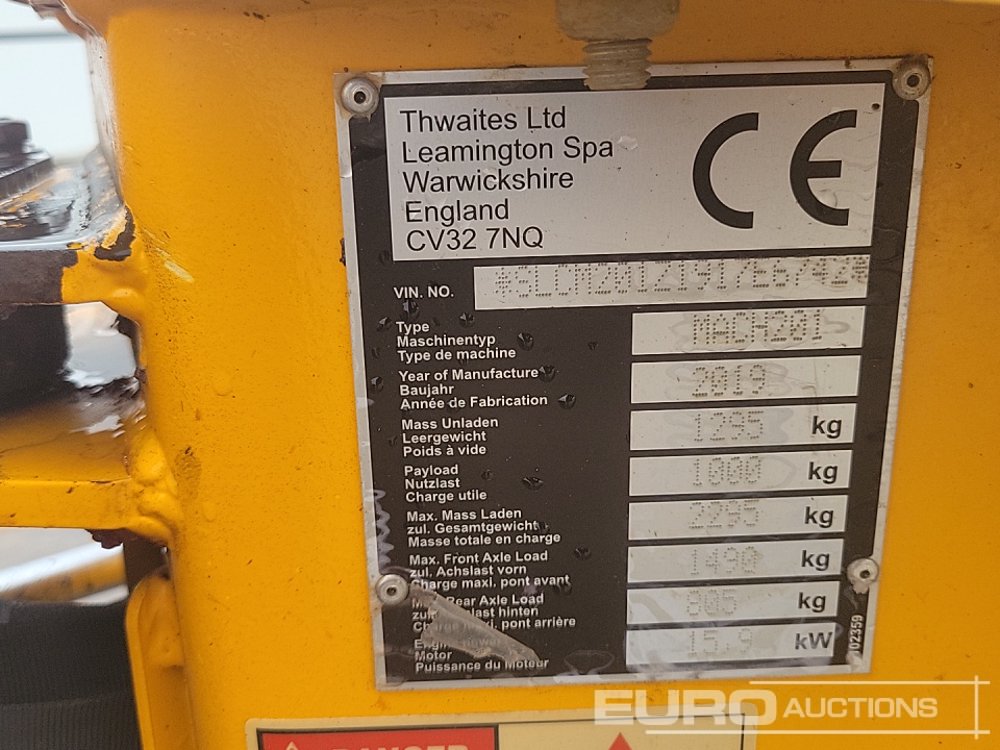 Thwaites Ltd
Leamington Spa
Warwickshire
England
CV32 7NQ
CE
VIN. NO.
Type
Maschinentyp
Type de machine
MACH201
Year of Manufacture
Baujahr
Année de Fabrication
2019
Mass Unladen
Leergewicht
Poids à vide
1295 kg
Payload
Nutzlast
Charge utile
1000 kg
Max. Mass Laden
zul. Gesamtgewicht
Masse totale en charge
2295 kg
Max. Front Axle Load
zul. Achslast vorn
Charge maxi. pont avant
1490 kg
Rear Axle Load
hinten
pont arrière
805 kg
Motor
Puissance du Moteur
15.9 kW
102359
DANGER
EURO AUCTIONS